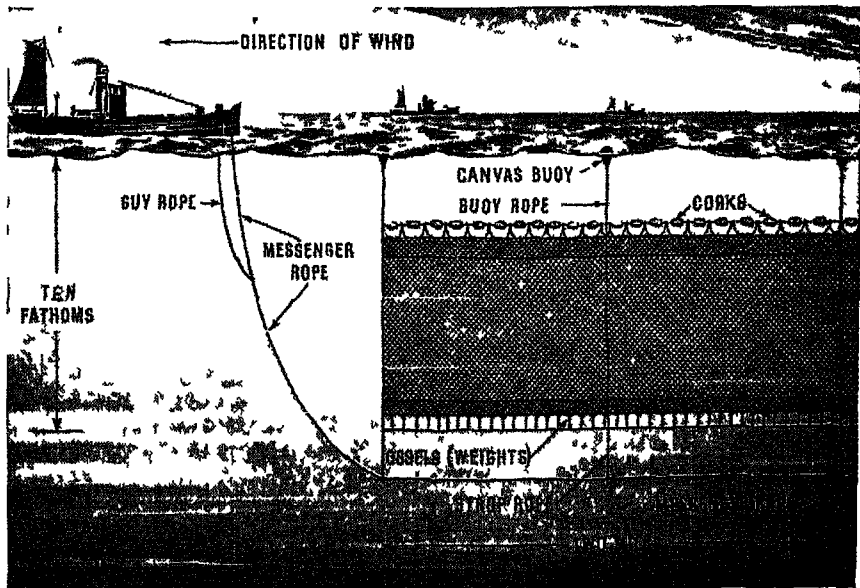 DIRECTION OF WIND
CANVAS BUOY
BUOY ROPE
CORKS
GUY ROPE
MESSENGER
ROPE
TEN
FATHOMS
(WEIGHTS)